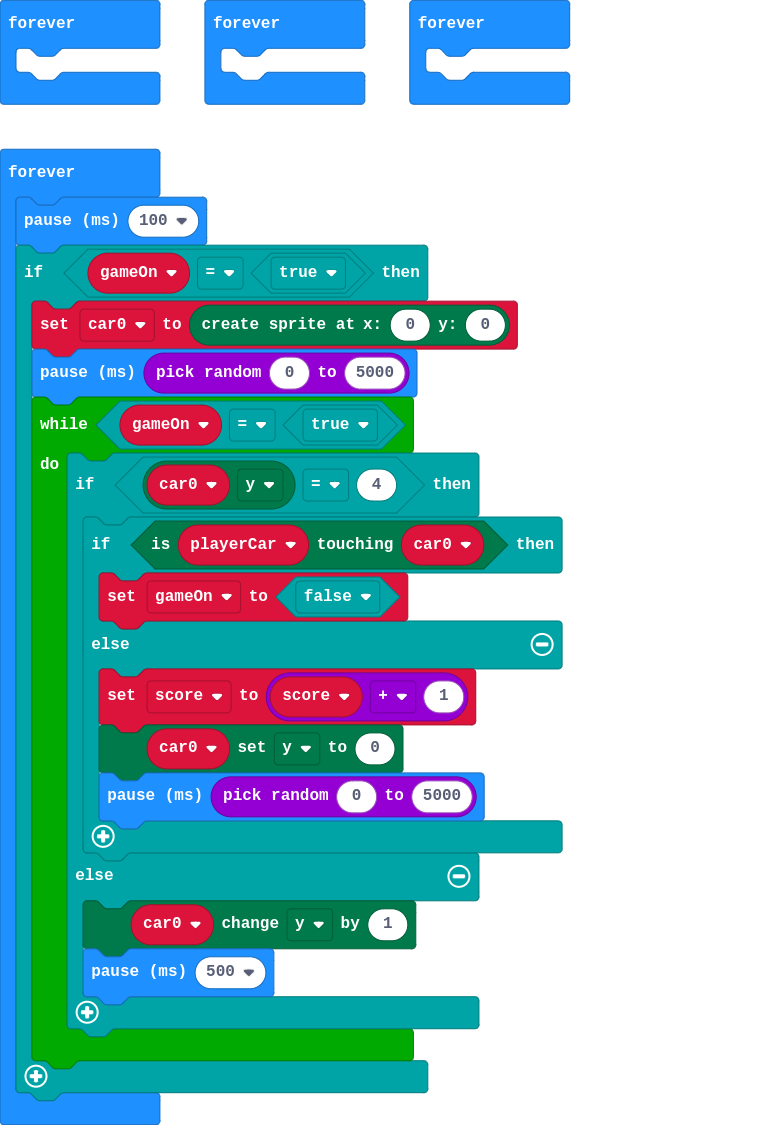 forever forever forever
forever
pause (ms) 100
if gameOn = true then
set car0 to create sprite at x: 0 y: 0
pause (ms) pick random 0 to 5000
while gameOn = true
do if car0 y = 4 then
if is playerCar touching car0 then
set gameOn to false
else
set score to score + 1
car0 set y to 0
pause (ms) pick random 0 to 5000
else
car0 change y by 1
pause (ms) 500